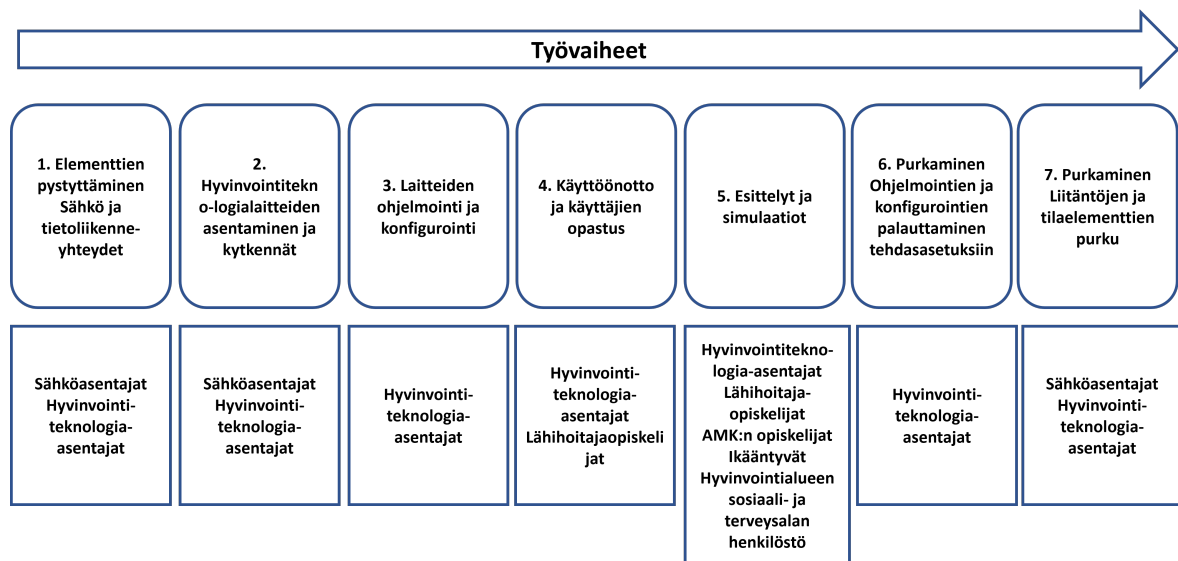 Työvaiheet
1. Elementtien
pystyttäminen
Sähkö ja
tietoliikenne-
yhteydet
2.
Hyvinvointitekn
o-logialaitteiden
asentaminen ja
kytkennät
3. Laitteiden
ohjelmointi ja
konfigurointi
4. Käyttöönotto
ja käyttäjien
opastus
5. Esittelyt ja
simulaatiot
6. Purkaminen
Ohjelmointien ja
konfigurointien
palauttaminen
tehdasasetuksiin
7. Purkaminen
Liitäntöjen ja
tilaelementtien
purku
Sähköasentajat
Hyvinvointi-
teknologia-
asentajat
Sähköasentajat
Hyvinvointi-
teknologia-
asentajat
Hyvinvointi-
teknologia-
asentajat
Hyvinvointi-
teknologia-
asentajat
Lähihoitajaopiskeli
jat
Hyvinvointitekno-
logia-asentajat
Lähihoitaja-
opiskelijat
AMK:n opiskelijat
Ikääntyvät
Hyvinvointialueen
sosiaali- ja
terveysalan
henkilöstö
Hyvinvointi-
teknologia-
asentajat
Sähköasentajat
Hyvinvointi-
teknologia-
asentajat